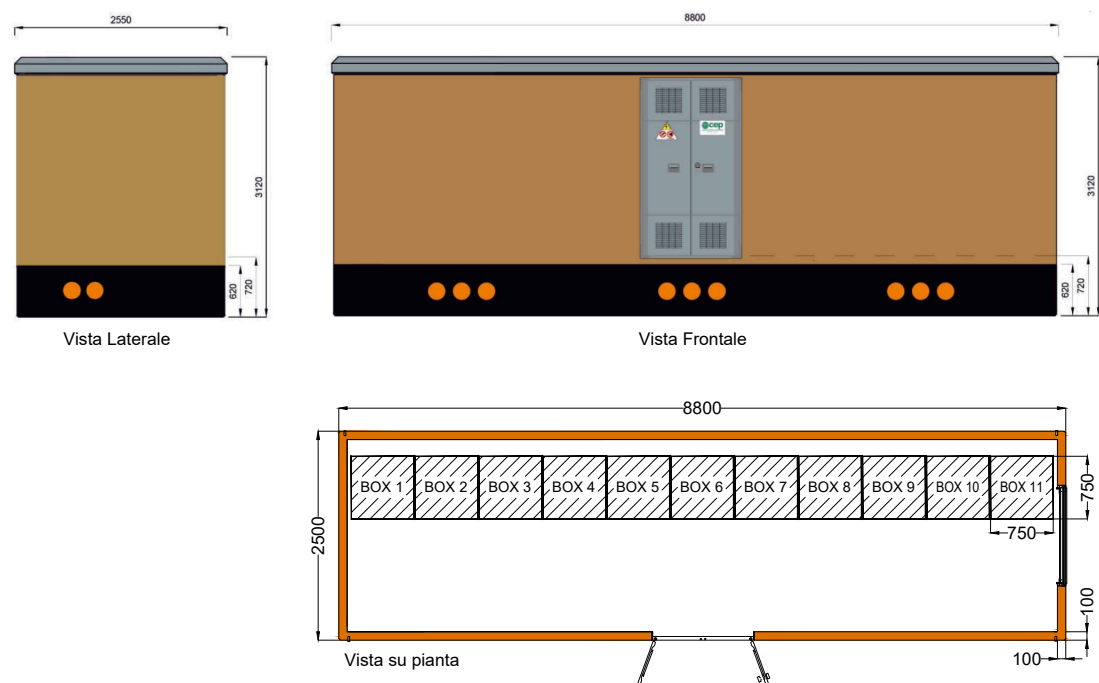 2550
8800
3120
620
720
cep
3120
620
720
Vista Laterale
Vista Frontale
8800
2500
BOX 1
BOX 2
BOX 3
BOX 4
BOX 5
BOX 6
BOX 7
BOX 8
BOX 9
BOX 10
BOX 11
750
750
100
100
Vista su pianta